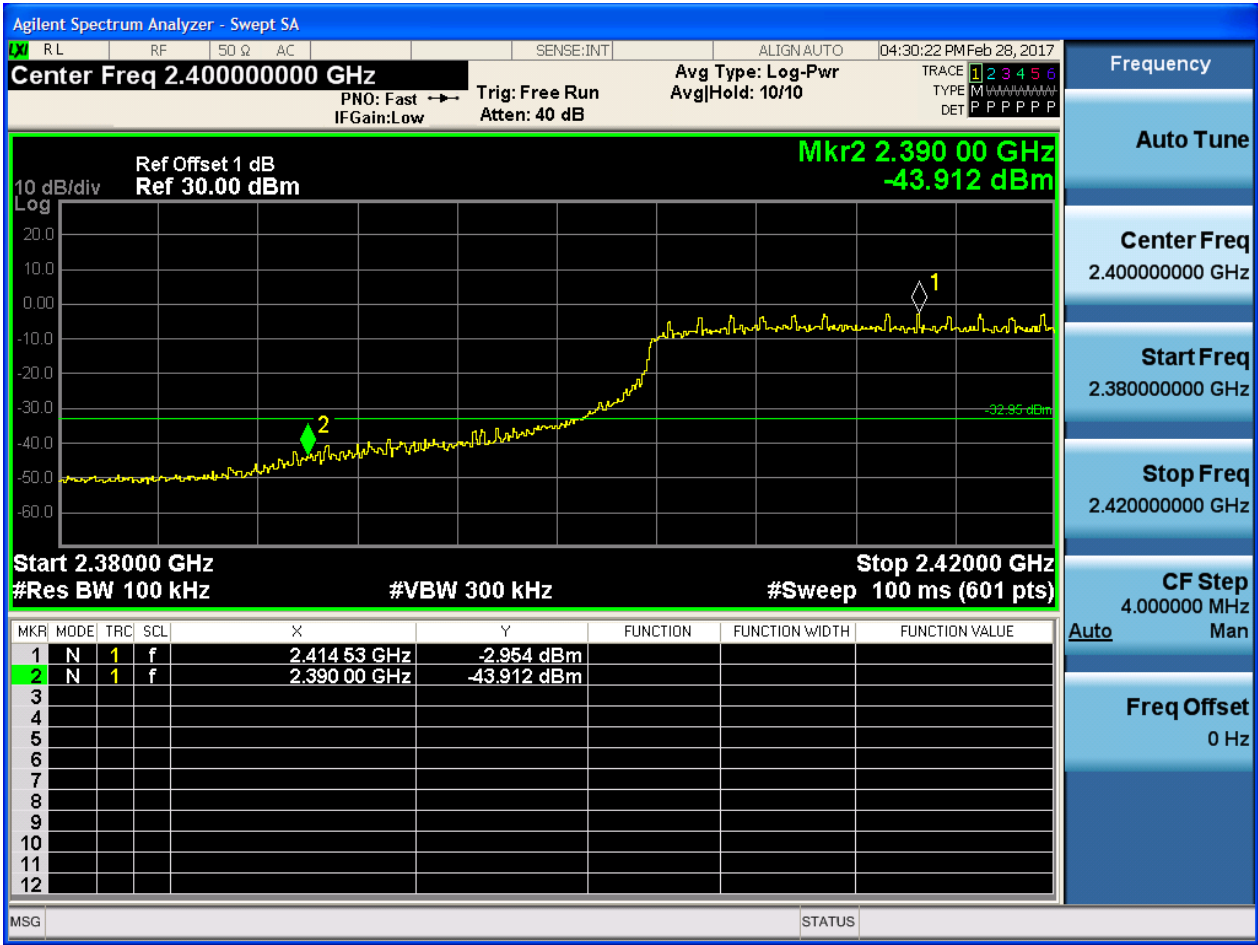 Agilent Spectrum Analyzer - Swept SA
LXI RL RF 50 Ω AC SENSE:INT ALIGN AUTO 04:30:22 PM Feb 28, 2017
Center Freq 2.400000000 GHz
PNO: Fast
IFGain:Low
Trig: Free Run
Atten: 40 dB
Avg Type: Log-Pwr
Avg|Hold: 10/10
TRACE 1 2 3 4 5 6
TYPE M
DET P P P P P P
Ref Offset 1 dB
Ref 30.00 dBm
10 dB/div
Log
Mkr2 2.390 00 GHz
-43.912 dBm
20.0
10.0
0.00
-10.0
-20.0
-30.0
-40.0
-50.0
-60.0
1
2
-32.95 dBm
Start 2.38000 GHz Stop 2.42000 GHz
#Res BW 100 kHz #VBW 300 kHz #Sweep 100 ms (601 pts)
MKR MODE TRC SCL X Y FUNCTION FUNCTION WIDTH FUNCTION VALUE
1 N 1 f 2.414 53 GHz -2.954 dBm
2 N 1 f 2.390 00 GHz -43.912 dBm
3
4
5
6
7
8
9
10
11
12
MSG STATUS
Frequency
Auto Tune
Center Freq
2.400000000 GHz
Start Freq
2.380000000 GHz
Stop Freq
2.420000000 GHz
CF Step
4.000000 MHz
Auto Man
Freq Offset
0 Hz